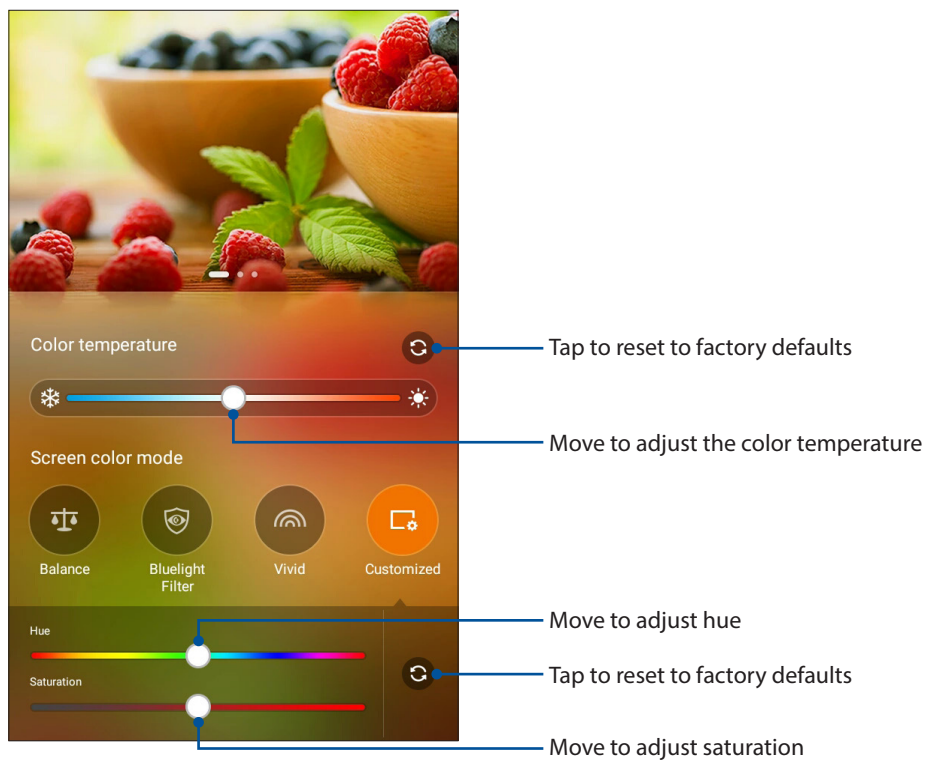 Color temperature
Tap to reset to factory defaults
Move to adjust the color temperature
Screen color mode
Balance
Bluelight
Filter
Vivid
Customized
Hue
Move to adjust hue
Saturation
Tap to reset to factory defaults
Move to adjust saturation